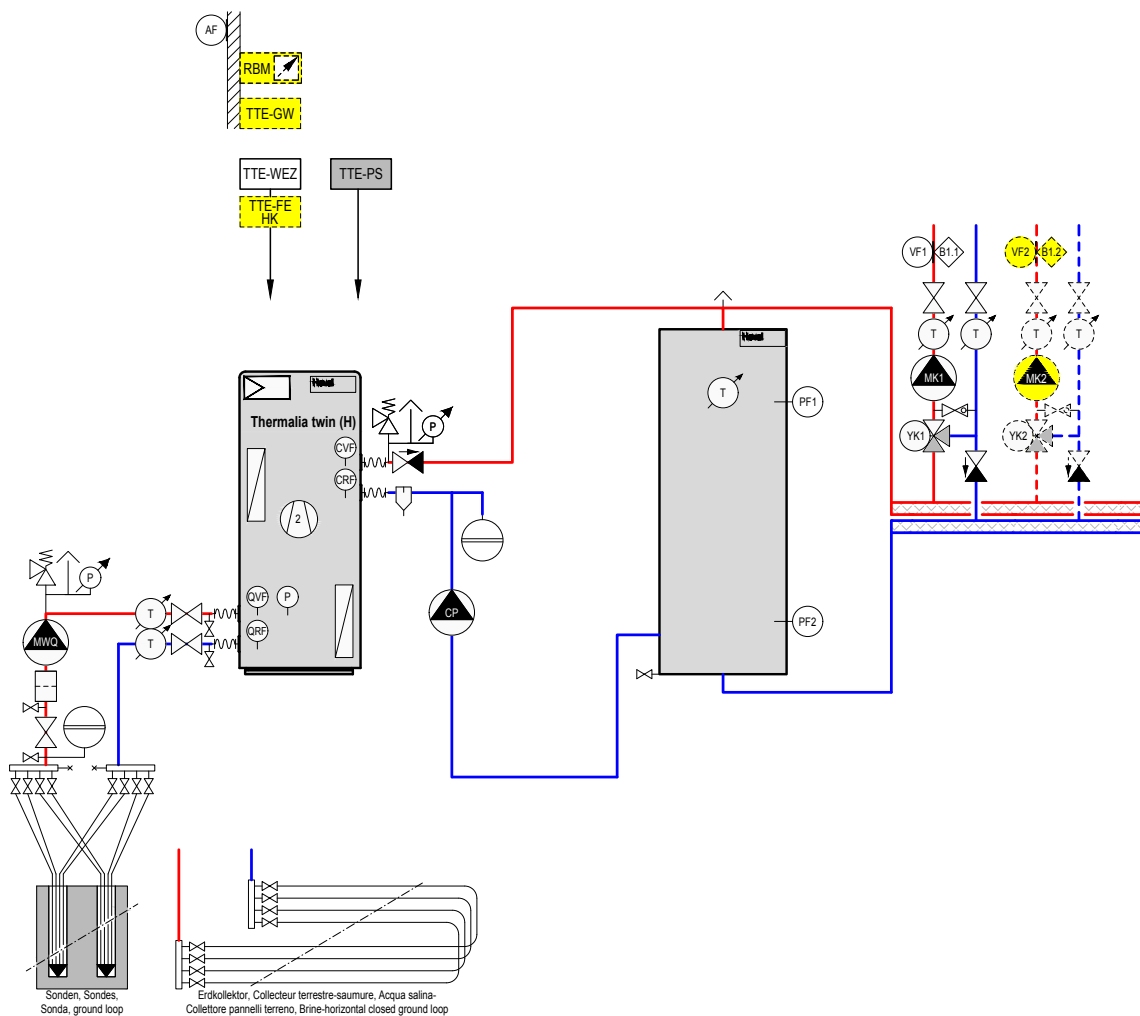 AF
RBM
TTE-GW
TTE-WEZ
TTE-PS
TTE-FE
HK
VF1
B1.1
VF2
B1.2
T
T
T
T
MK1
MK2
YK1
YK2
Hoval
Hoval
T
PF1
P
Thermalia twin (H)
CVF
CRF
2
P
QVF
P
T
CP
PF2
MWQ
QRF
T
Sonden, Sondes,
Sonda, ground loop
Erdkollektor, Collecteur terrestre-saumure, Acqua salina-
Collettore pannelli terreno, Brine-horizontal closed ground loop